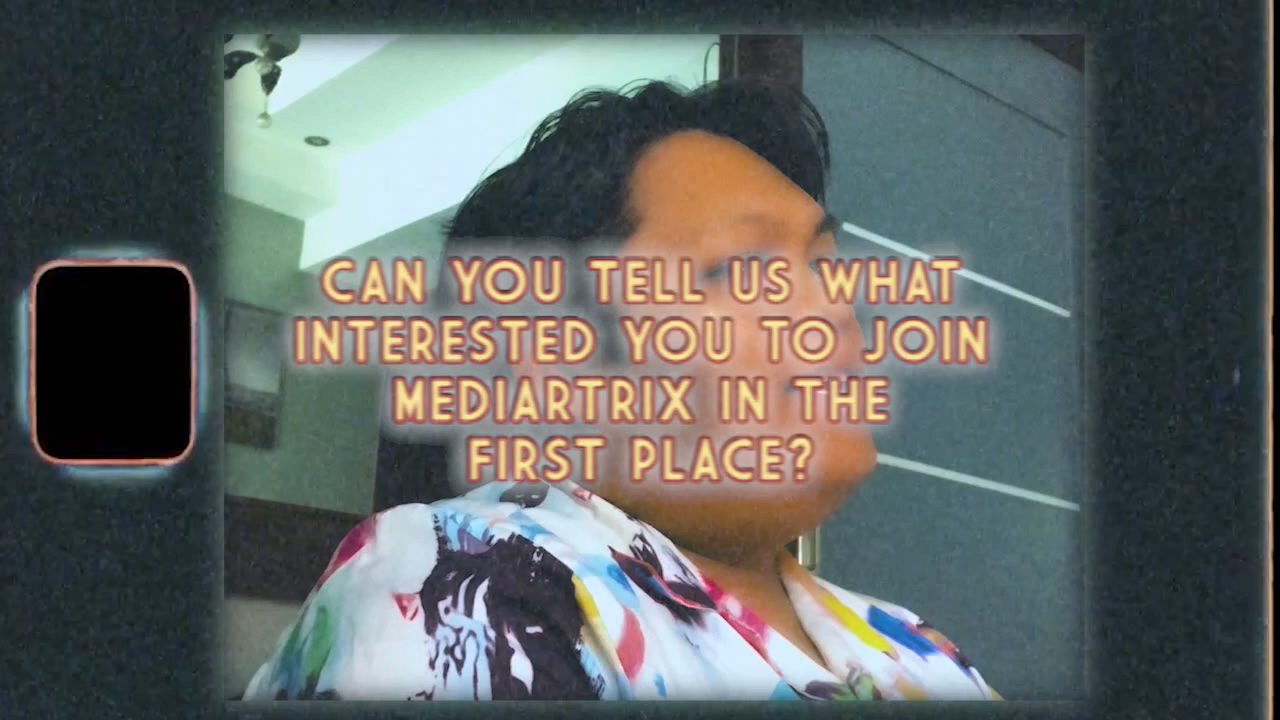 CAN YOU TELL US WHAT
INTERESTED YOU TO JOIN
MEDIARTRIX IN THE
FIRST PLACE?